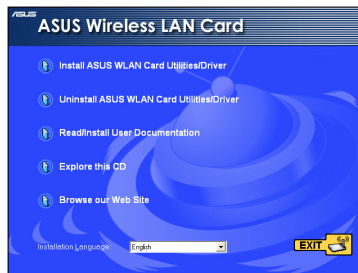 ASUS
ASUS Wireless LAN Card
Install ASUS WLAN Card Utilities/Driver
Uninstall ASUS WLAN Card Utilities/Driver
Read/Install User Documentation
Explore this CD
Browse our Web Site
Installation Language: English
EXIT